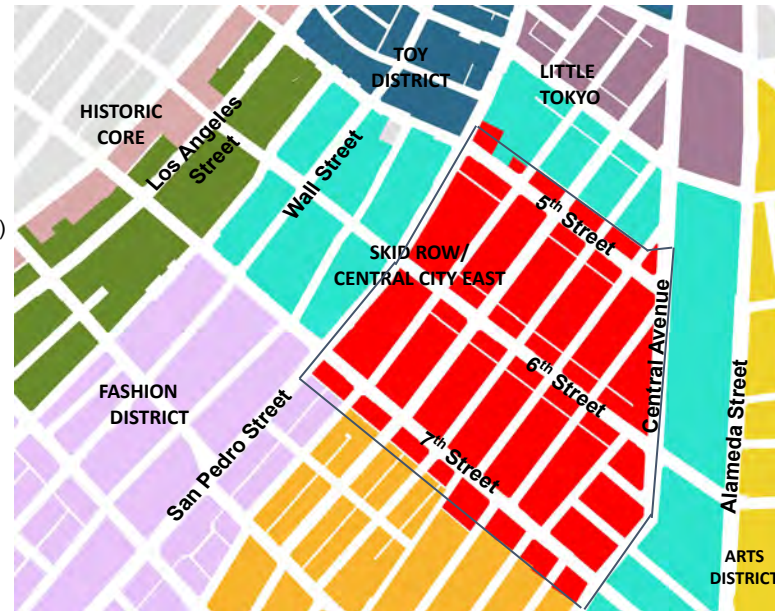 TOY
DISTRICT
LITTLE
TOKYO
HISTORIC
CORE
Los Angeles
Street
Wall Street
)
5th Street
SKID ROW/
CENTRAL CITY EAST
Central Avenue
6th Street
FASHION
DISTRICT
San Pedro Street
7th Street
Alameda Street
ARTS
DISTRICT